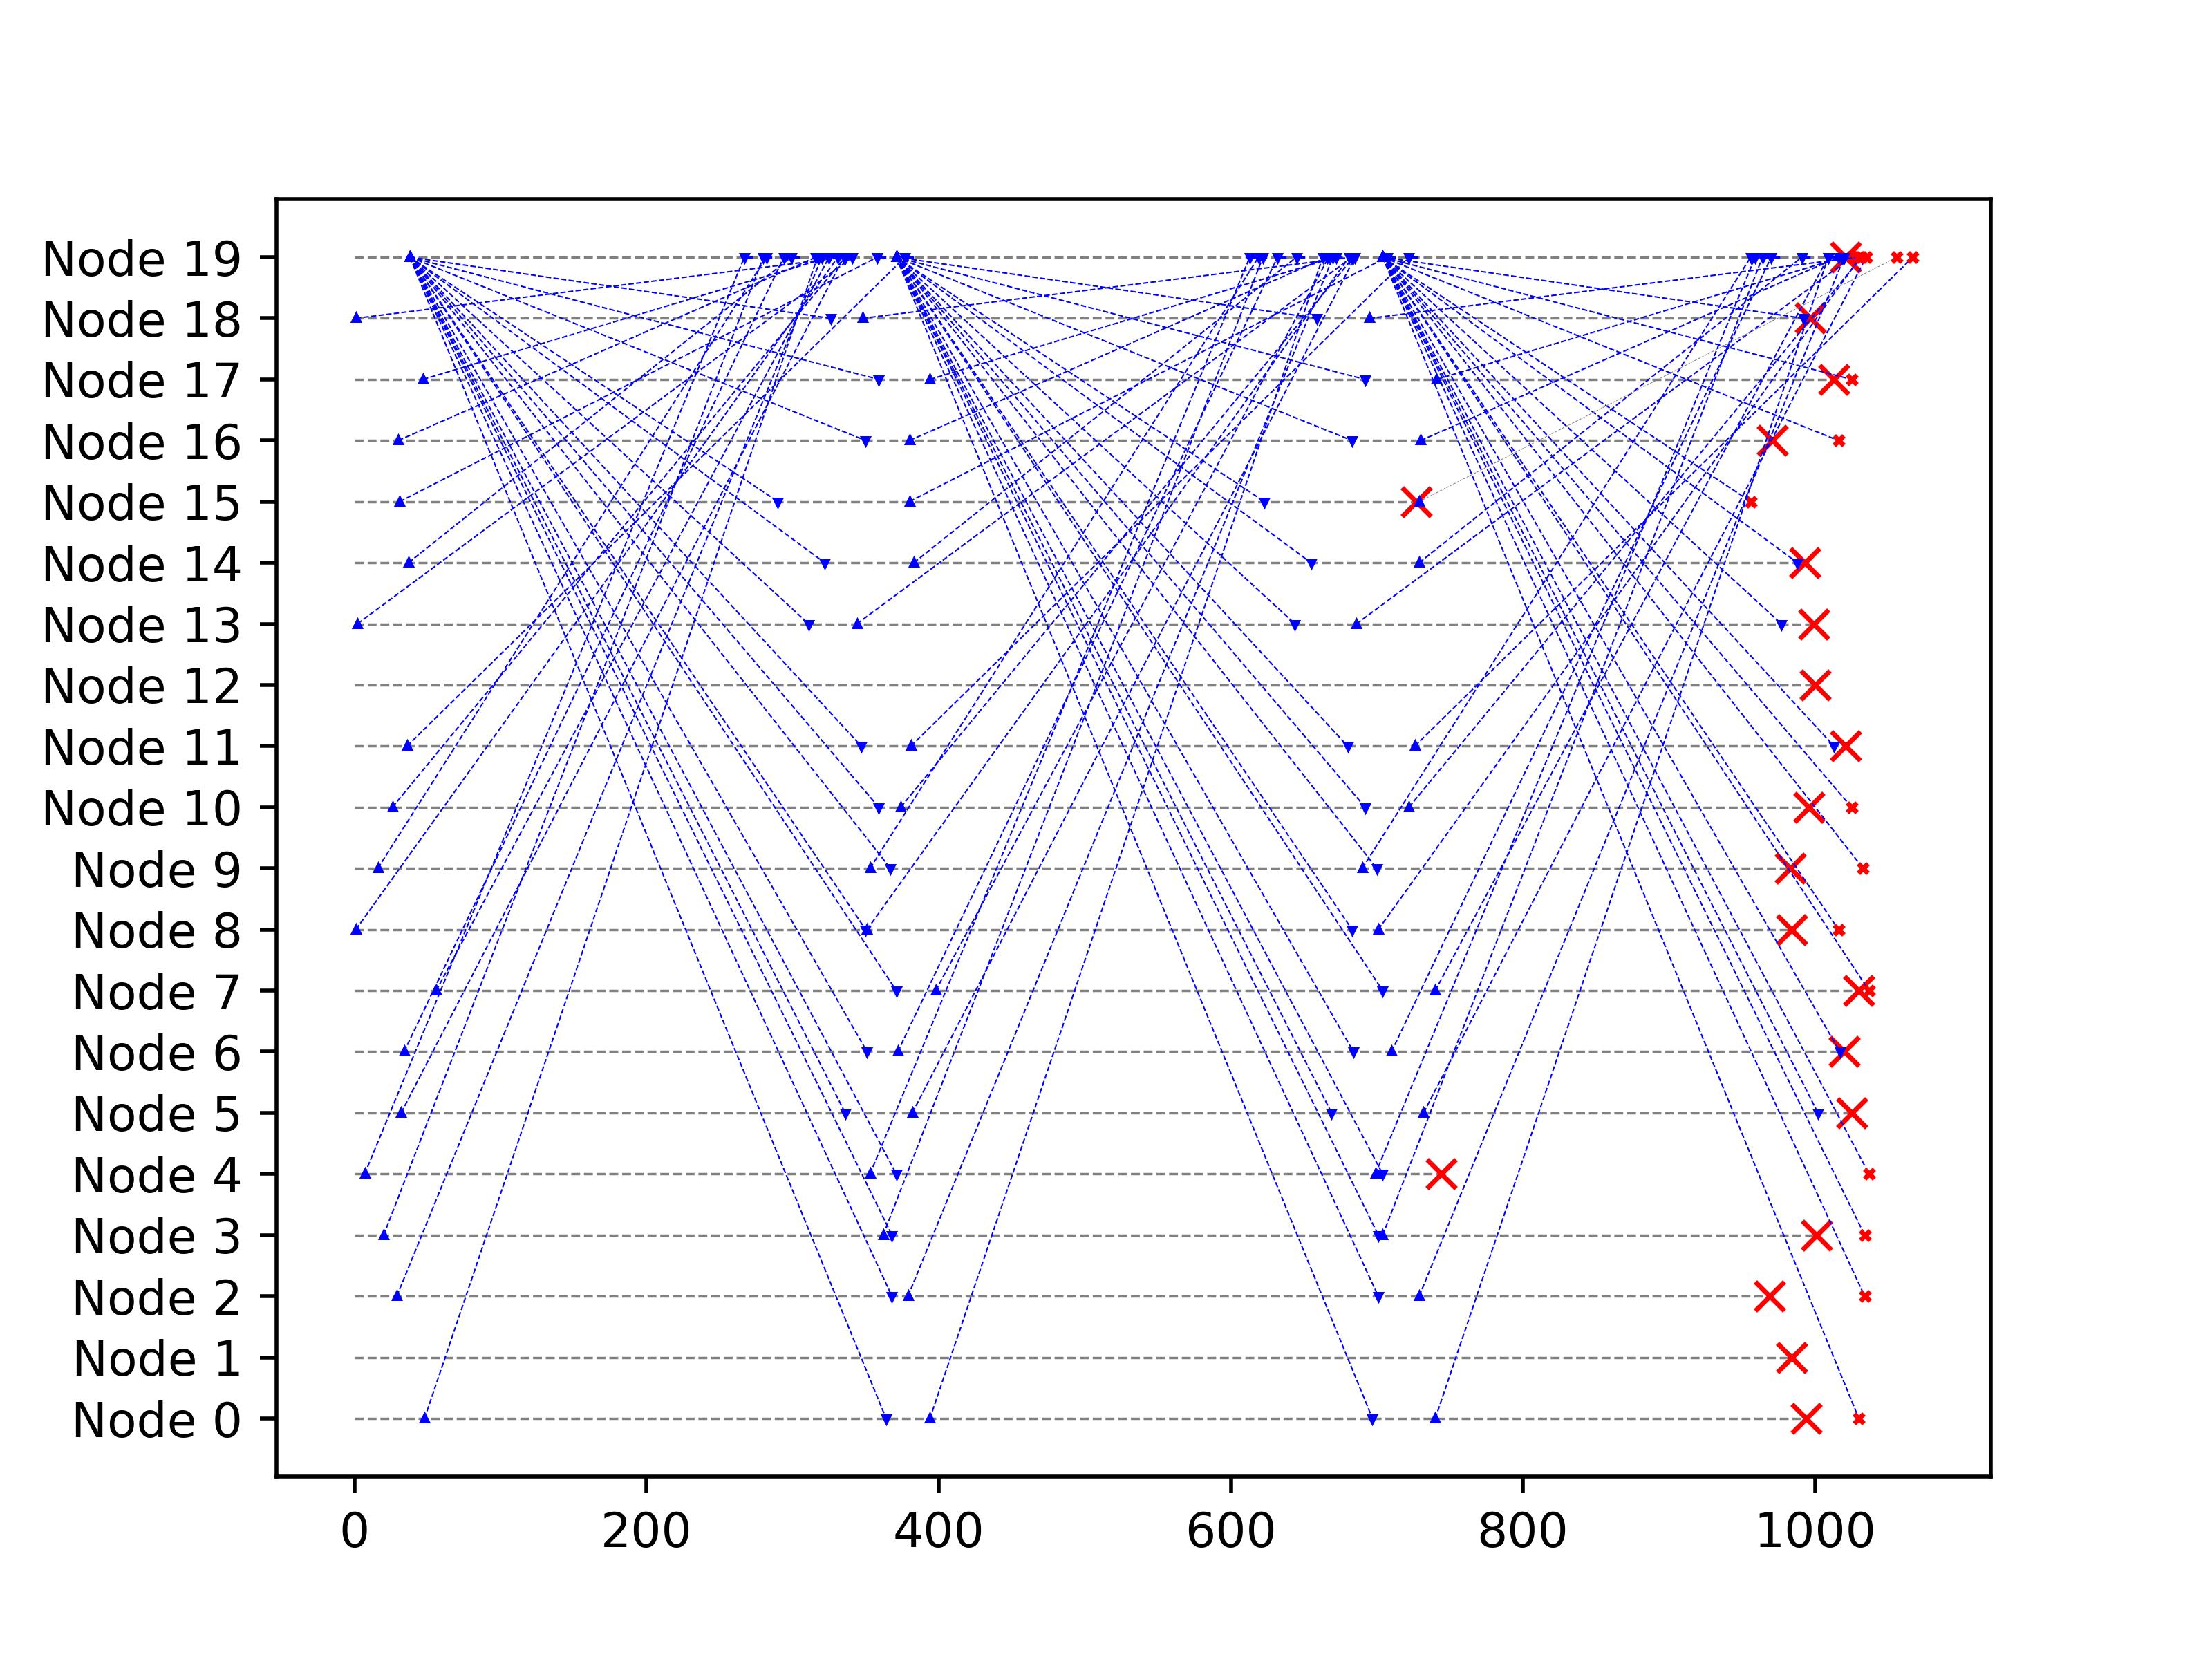 Node 19
Node 18
Node 17
Node 16
Node 15
Node 14
Node 13
Node 12
Node 11
Node 10
Node 9
Node 8
Node 7
Node 6
Node 5
Node 4
Node 3
Node 2
Node 1
Node 0
0 200 400 600 800 1000